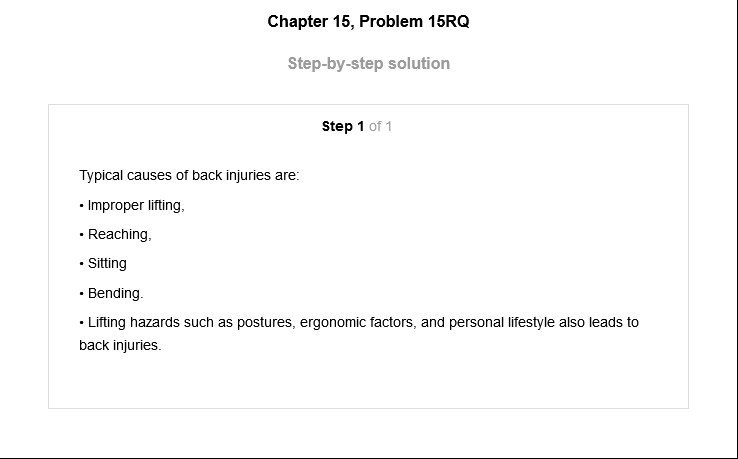 Chapter 15, Problem 15RQ
Step-by-step solution
Step 1 of 1
Typical causes of back injuries are:
• Improper lifting,
• Reaching,
• Sitting
• Bending.
• Lifting hazards such as postures, ergonomic factors, and personal lifestyle also leads to
back injuries.